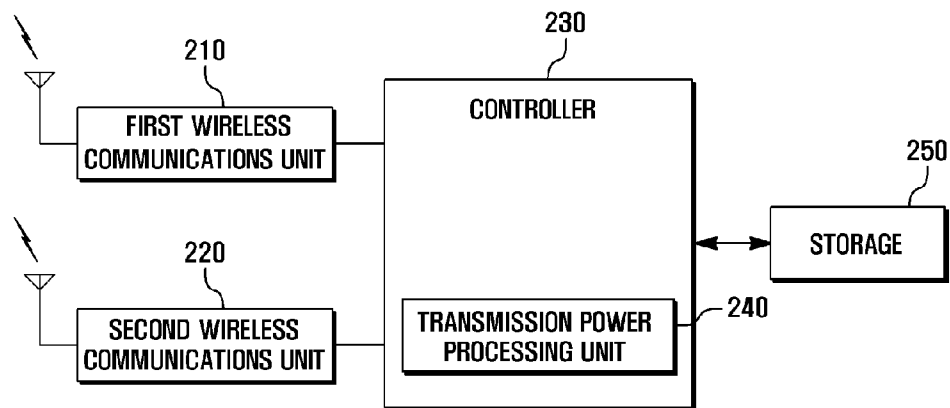 230
210
CONTROLLER
FIRST WIRELESS
COMMUNICATIONS UNIT
250
STORAGE
220
240
SECOND WIRELESS
COMMUNICATIONS UNIT
TRANSMISSION POWER
PROCESSING UNIT